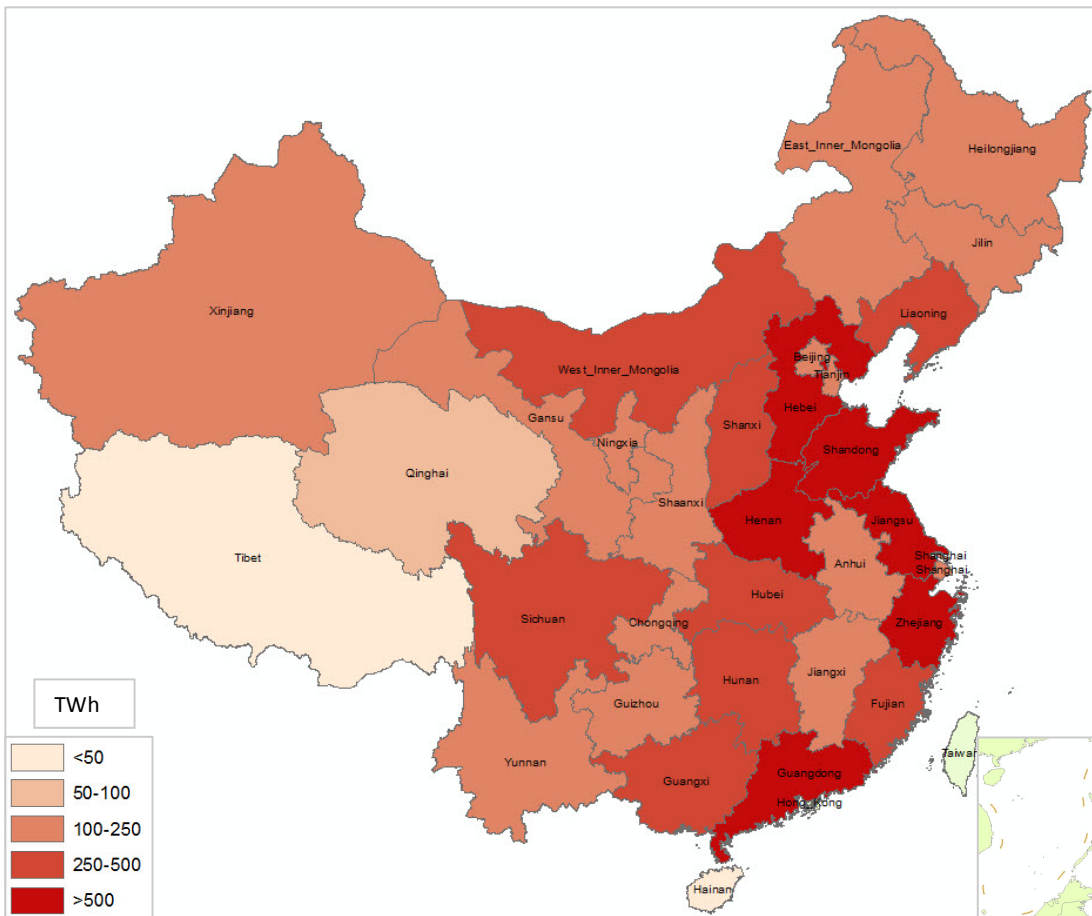 East_Inner_Mongolia
Heilongjiang
Jilin
Xinjiang
Liaoning
Beijing
West_Inner_Mongolia
Tianjin
Hebei
Gansu
Shanxi
Ningxia
Shandong
Qinghai
Shaanxi
Henan
Jiangsu
Tibet
Shanghai
Anhui
Shanghai
Hubei
Sichuan
Chongqing
Zhejiang
Jiangxi
Hunan
Guizhou
Fujian
TWh
Taiwan
Yunnan
Guangdong
Guangxi
Hong_Kong
Hainan
<50
50-100
100-250
250-500
>500